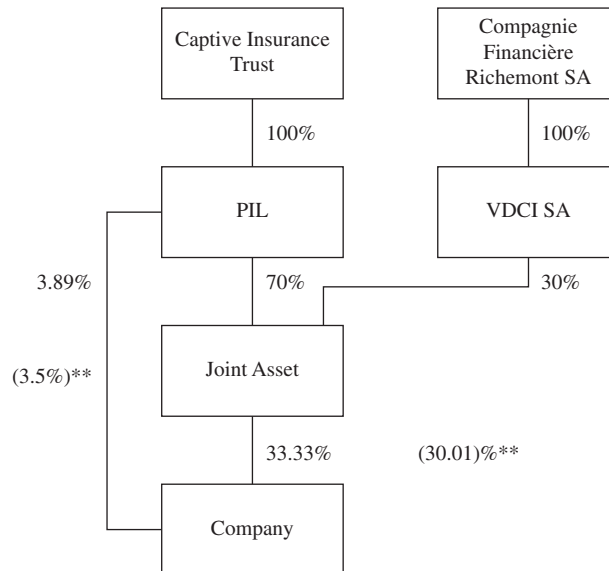 Captive Insurance
Trust
Compagnie
Financière
Richemont SA
100%
100%
PIL
VDCI SA
3.89%
70%
30%
(3.5%)**
Joint Asset
33.33%
(30.01)%**
Company